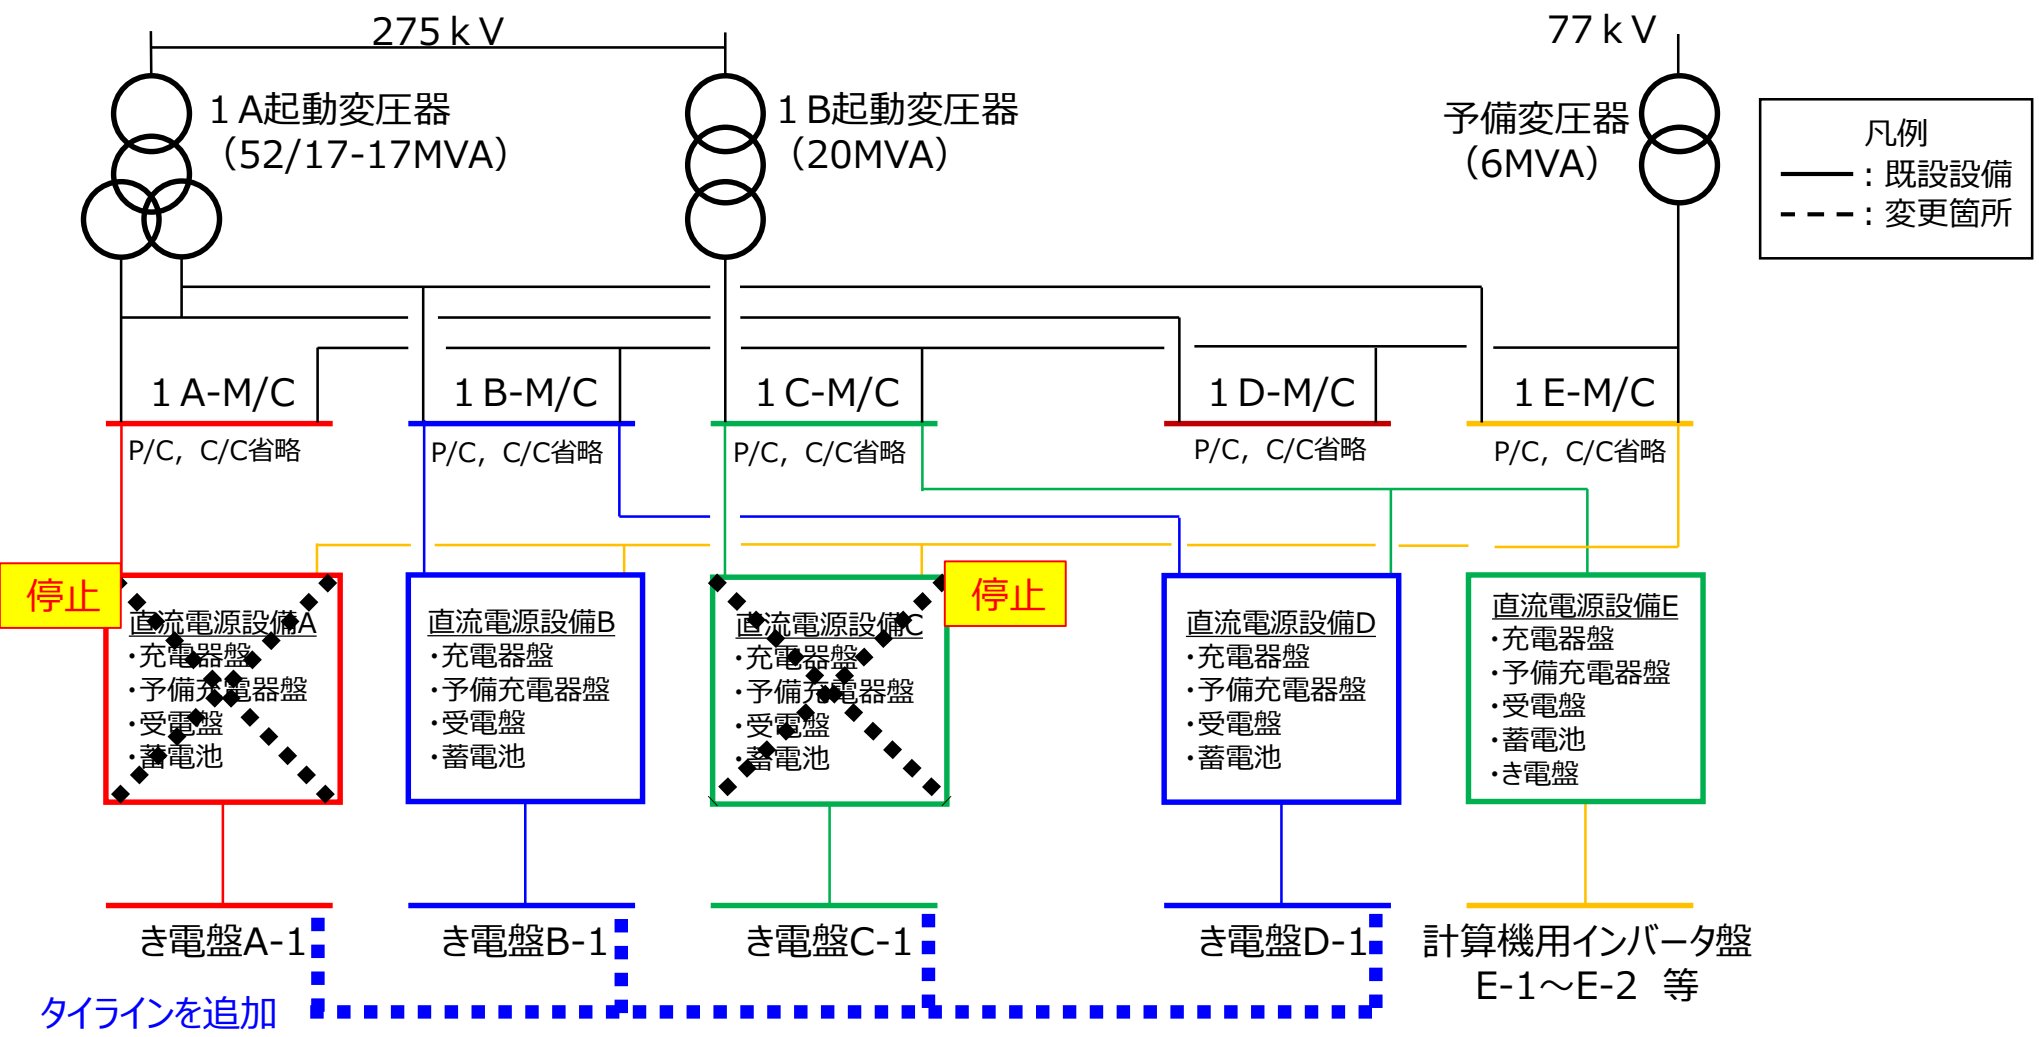 275ｋV
77ｋV
１A起動変圧器
（52/17-17MVA）
１B起動変圧器
（20MVA）
予備変圧器
（6MVA）
凡例
：既設設備
：変更箇所
１A-M/C
１B-M/C
１C-M/C
１D-M/C
１E-M/C
P/C，C/C省略
P/C，C/C省略
P/C，C/C省略
P/C，C/C省略
P/C，C/C省略
停止
直流電源設備A
・充電器盤
・予備充電器盤
・受電盤
・蓄電池
直流電源設備B
・充電器盤
・予備充電器盤
・受電盤
・蓄電池
停止
直流電源設備C
・充電器盤
・予備充電器盤
・受電盤
・蓄電池
直流電源設備D
・充電器盤
・予備充電器盤
・受電盤
・蓄電池
直流電源設備E
・充電器盤
・予備充電器盤
・受電盤
・蓄電池
・き電盤
き電盤A-1
き電盤B-1
き電盤C-1
き電盤D-1
計算機用インバータ盤
E-1～E-2　等
タイラインを追加